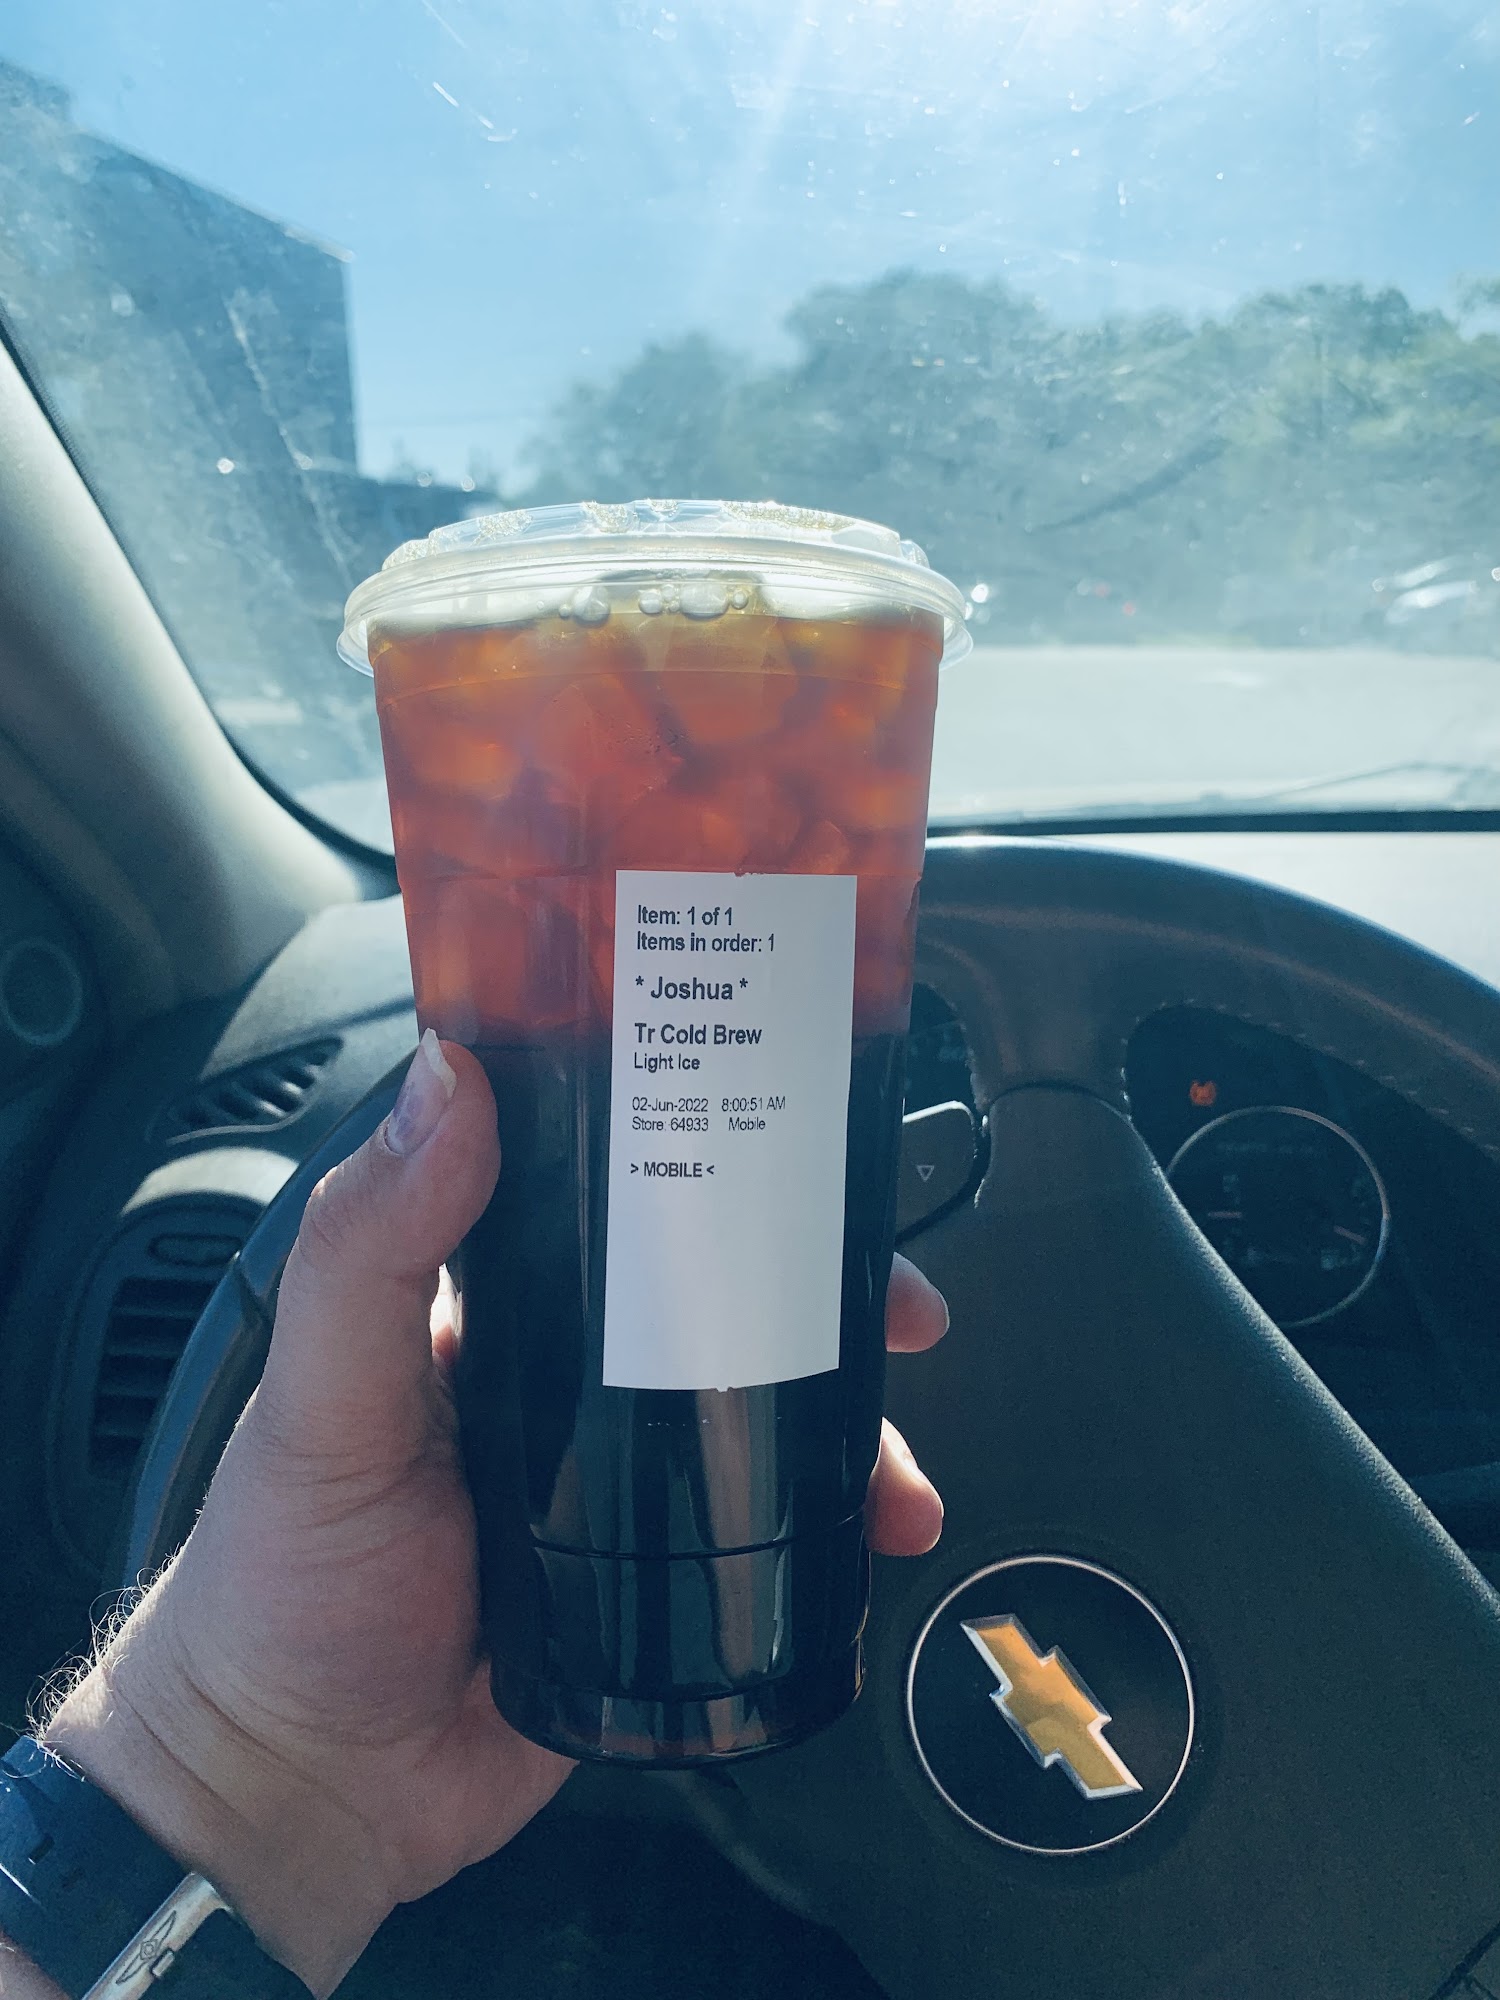 Item: 1 of 1
Items in order: 1
* Joshua *
Tr Cold Brew
Light Ice
02-Jun-2022 8:00:51 AM
Store: 64933 Mobile
> MOBILE <